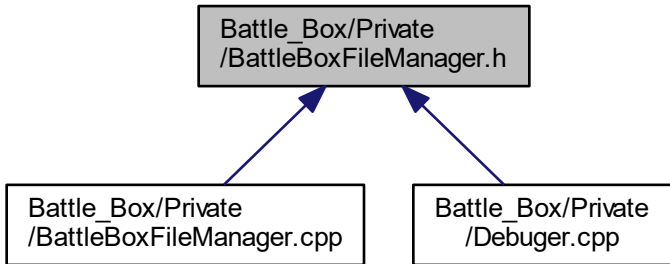 Battle_Box/Private
/BattleBoxFileManager.h
Battle_Box/Private
/BattleBoxFileManager.cpp
Battle_Box/Private
/Debuger.cpp